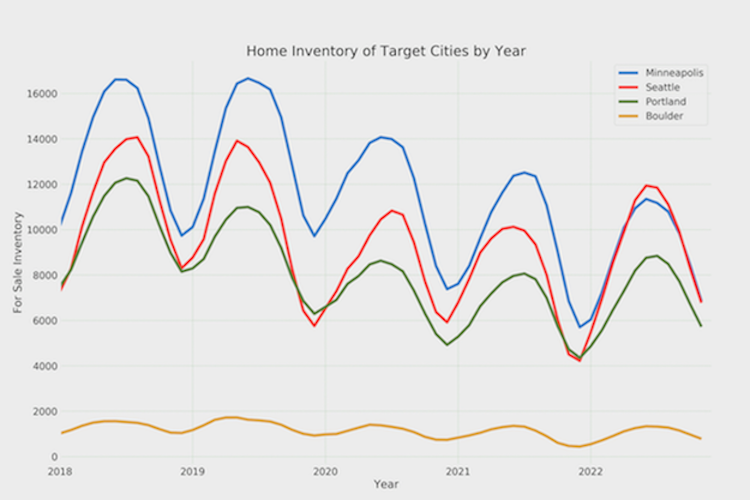 Home Inventory of Target Cities by Year
Minneapolis
Seattle
Portland
Boulder
For Sale Inventory
16000
14000
12000
10000
8000
6000
4000
2000
0
2018
2019
2020
2021
2022
Year